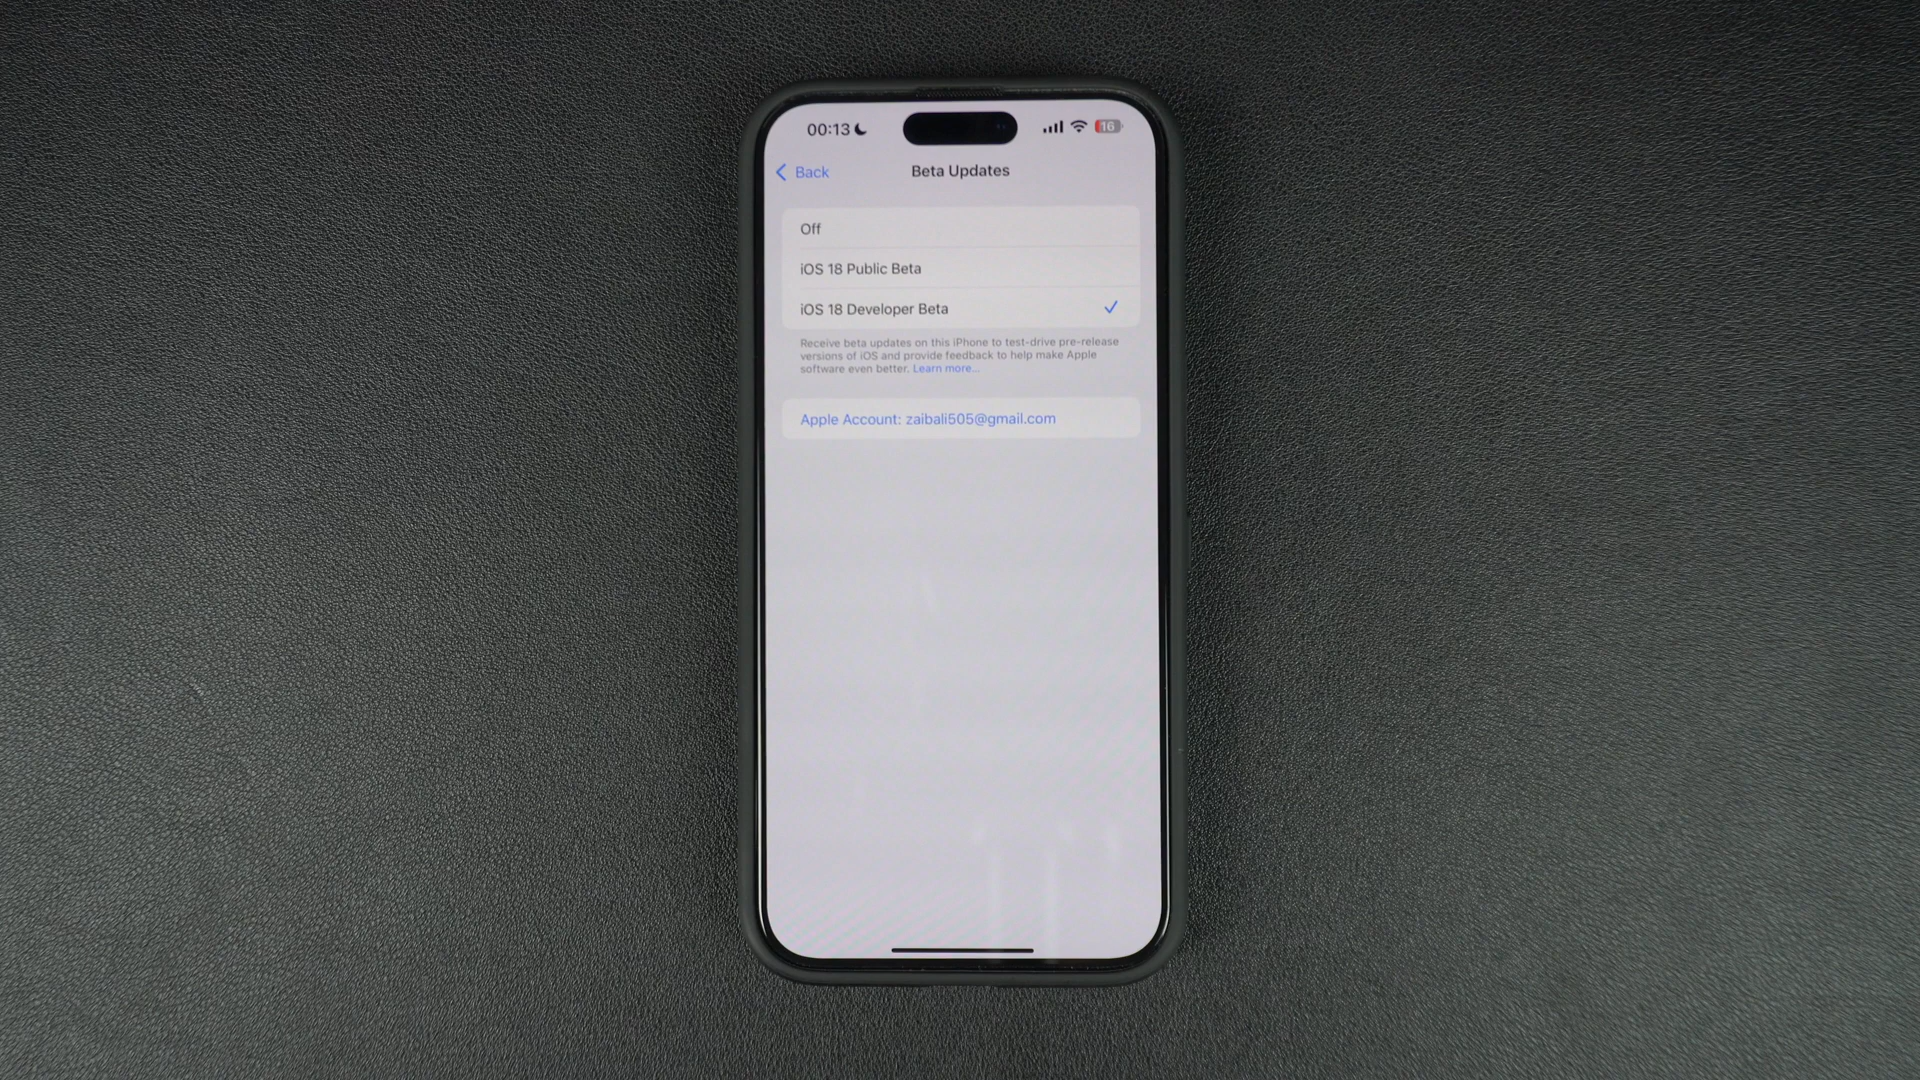 00:13
16
Back
Beta Updates
Off
iOS 18 Public Beta
iOS 18 Developer Beta
Receive beta updates on this iPhone to test-drive pre-release
versions of iOS and provide feedback to help make Apple
software even better. Learn more...
Apple Account: zaibali505@gmail.com